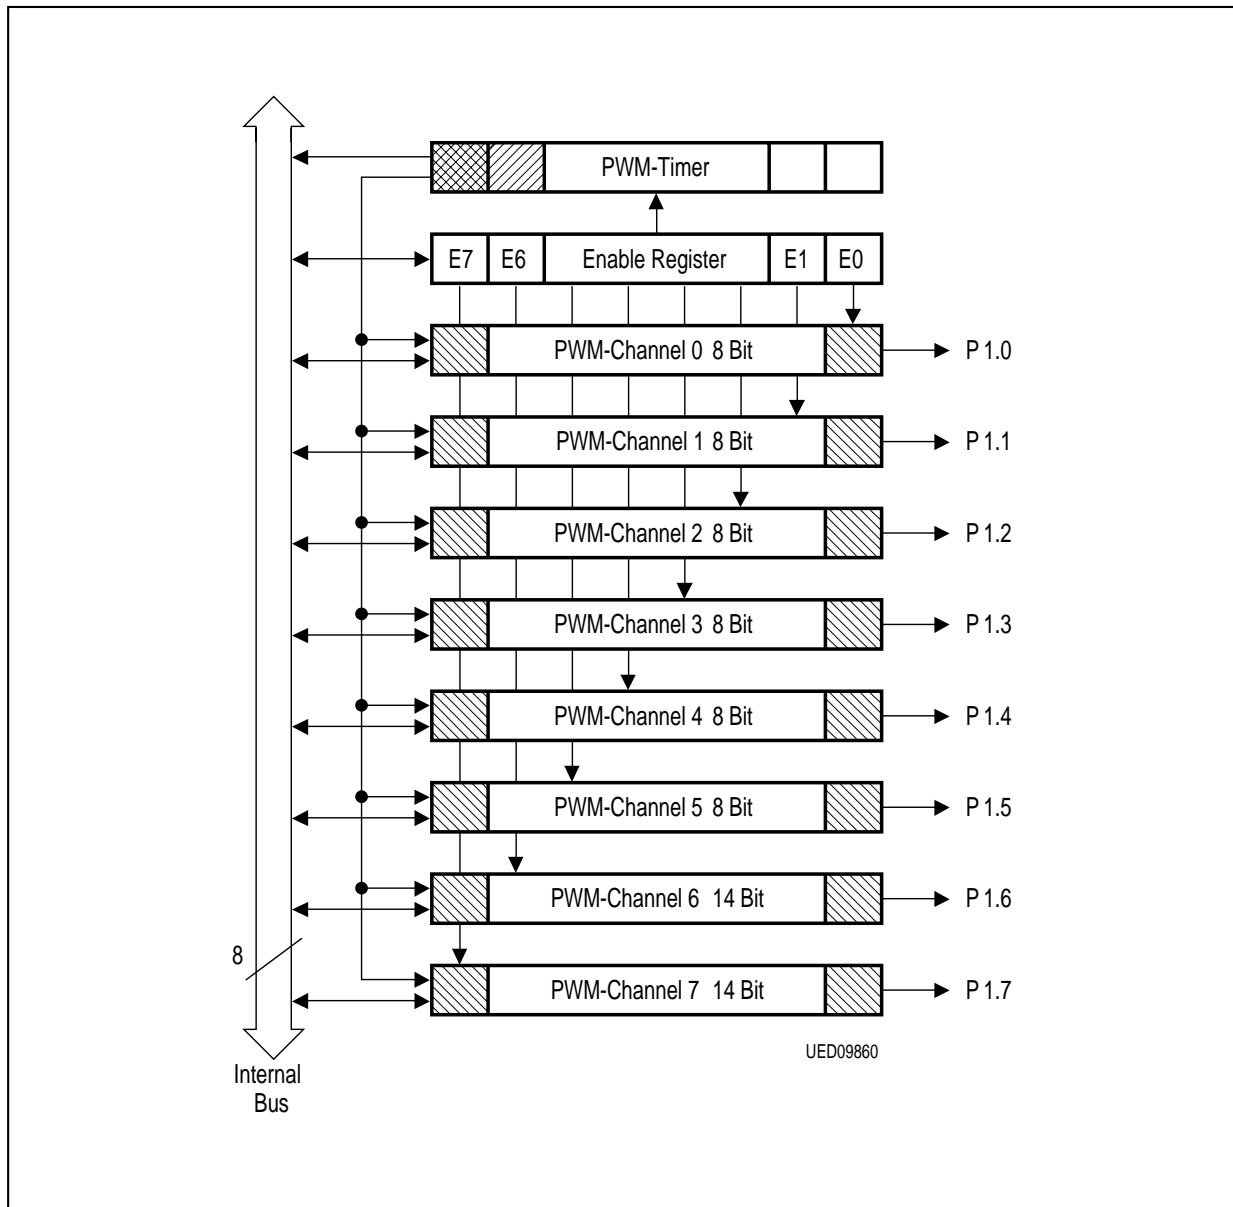 PWM-Timer
E7 E6 Enable Register E1 E0
PWM-Channel 0 8 Bit P 1.0
PWM-Channel 1 8 Bit P 1.1
PWM-Channel 2 8 Bit P 1.2
PWM-Channel 3 8 Bit P 1.3
PWM-Channel 4 8 Bit P 1.4
PWM-Channel 5 8 Bit P 1.5
PWM-Channel 6 14 Bit P 1.6
8
PWM-Channel 7 14 Bit P 1.7
UED09860
Internal
Bus